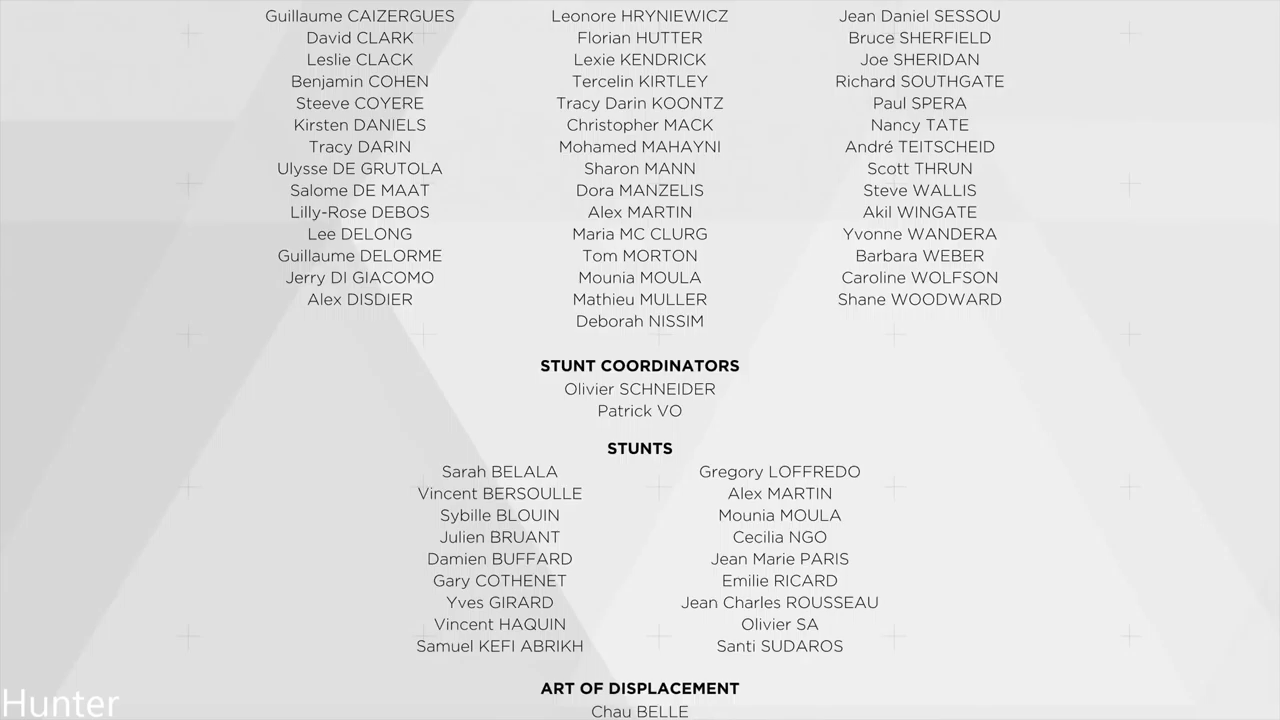 Guillaume CAIZERGUES
David CLARK
Leslie CLACK
Benjamin COHEN
Steeve COYERE
Kirsten DANIELS
Tracy DARIN
Ulysse DE GRUTOLA
Salome DE MAAT
Lilly-Rose DEBOS
Lee DELONG
Guillaume DELORME
Jerry DI GIACOMO
Alex DISDIER
Leonore HRYNIEWICZ
Florian HUTTER
Lexie KENDRICK
Tercelin KIRTLEY
Tracy Darin KOONTZ
Christopher MACK
Mohamed MAHAYNI
Sharon MANN
Dora MANZELIS
Alex MARTIN
Maria MC CLURG
Tom MORTON
Mounia MOULA
Mathieu MULLER
Deborah NISSIM
Jean Daniel SESSOU
Bruce SHERFIELD
Joe SHERIDAN
Richard SOUTHGATE
Paul SPERA
Nancy TATE
André TEITSCHEID
Scott THRUN
Steve WALLIS
Akil WINGATE
Yvonne WANDERA
Barbara WEBER
Caroline WOLFSON
Shane WOODWARD
STUNT COORDINATORS
Olivier SCHNEIDER
Patrick VO
STUNTS
Sarah BELALA
Vincent BERSOULLE
Sybille BLOUIN
Julien BRUANT
Damien BUFFARD
Gary COTHENET
Yves GIRARD
Vincent HAQUIN
Samuel KEFI ABRIKH
Gregory LOFFREDO
Alex MARTIN
Mounia MOULA
Cecilia NGO
Jean Marie PARIS
Emilie RICARD
Jean Charles ROUSSEAU
Olivier SA
Santi SUDAROS
ART OF DISPLACEMENT
Chau BELLE
Hunter